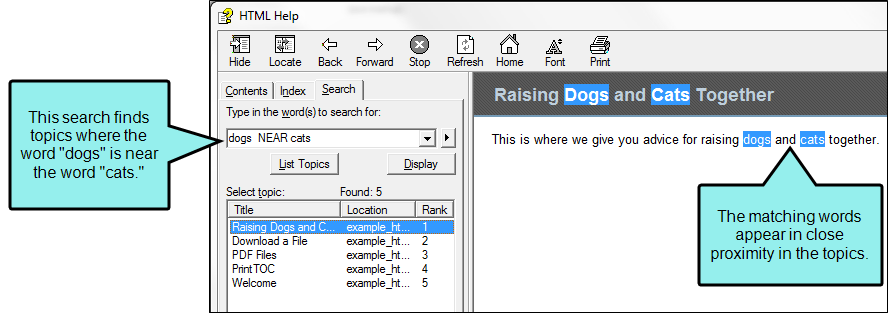 HTML Help
Hide Locate Back Forward Stop Refresh Home Font Print
Contents Index Search
Type in the word(s) to search for:
dogs NEAR cats
List Topics Display
Select topic: Found: 5
Title Location Rank
Raising Dogs and C... example_ht... 1
Download a File example_ht... 2
PDF Files example_ht... 3
PrintTOC example_ht... 4
Welcome example_ht... 5
This search finds
topics where the
word "dogs" is near
the word "cats."
Raising Dogs and Cats Together
This is where we give you advice for raising dogs and cats together.
The matching words
appear in close
proximity in the topics.